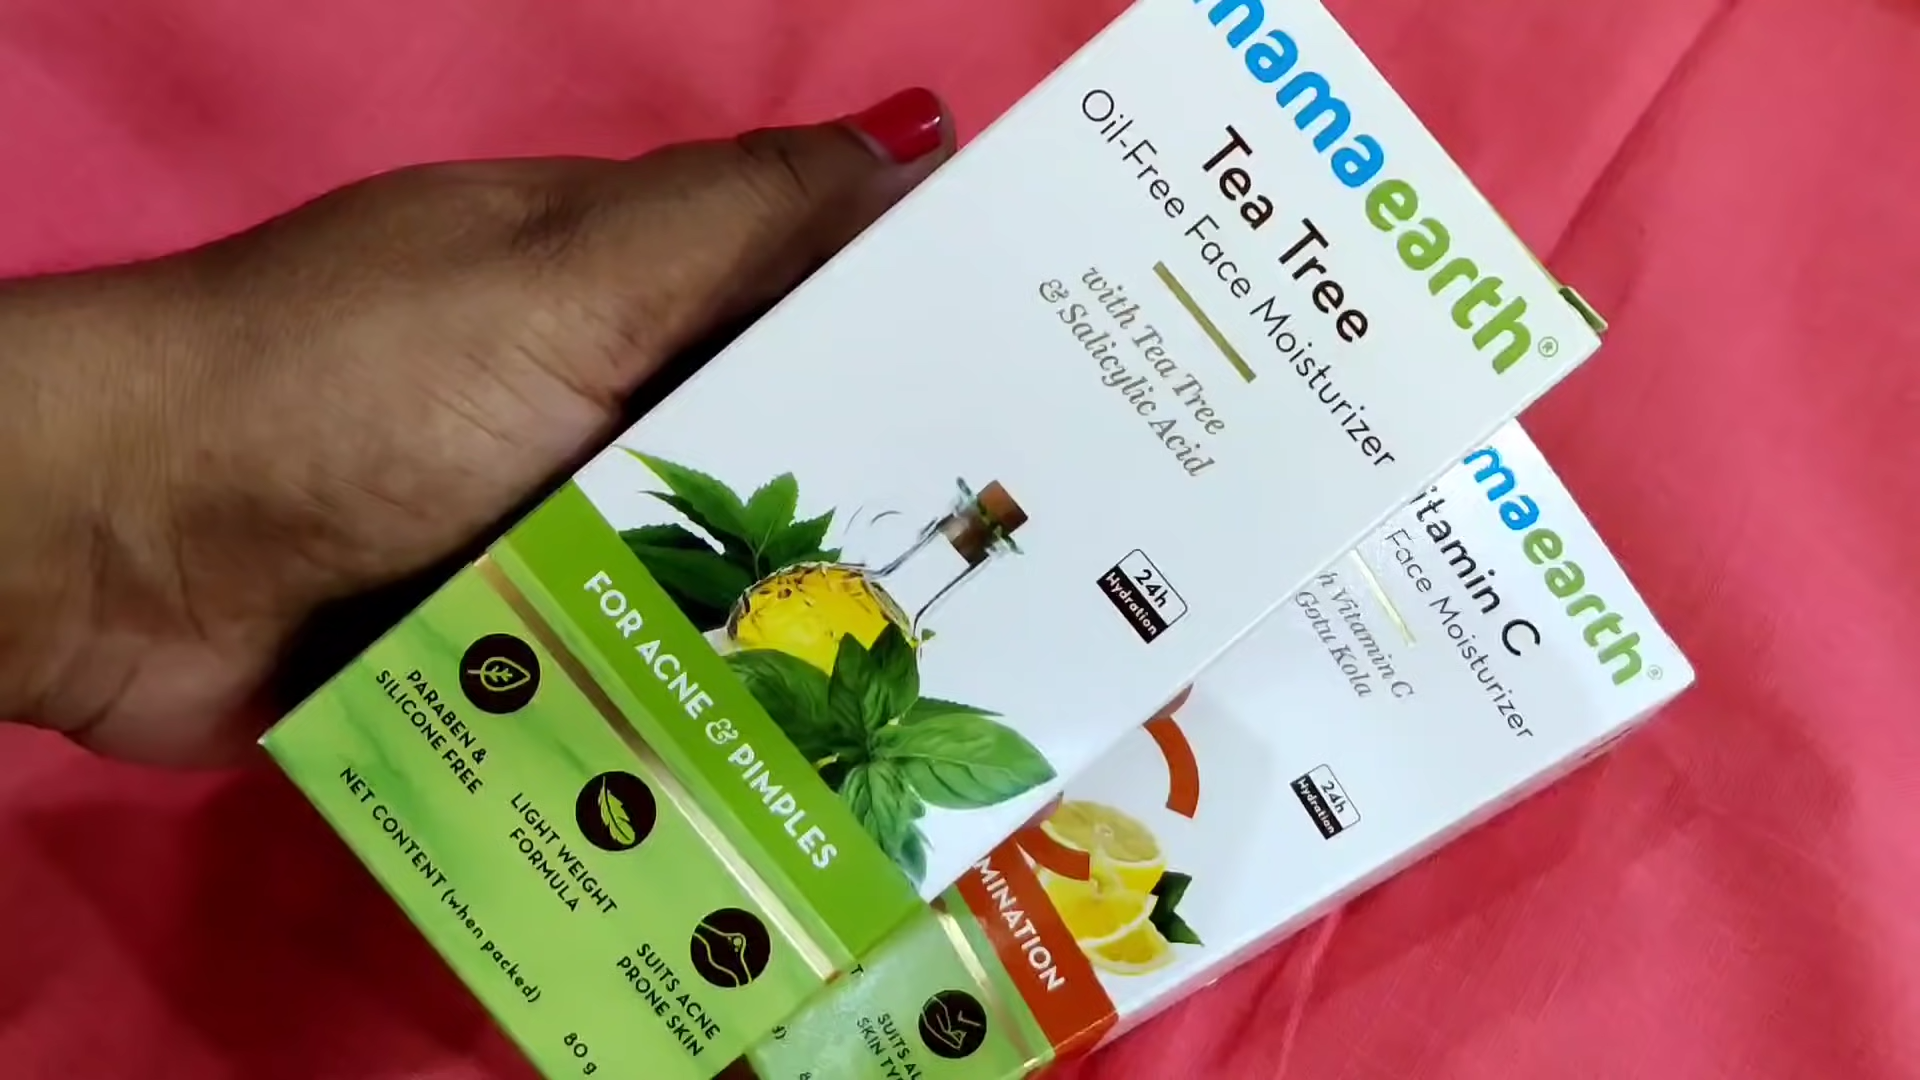 mamaearth®
Tea Tree
Oil-Free Face Moisturizer
with Tea Tree
& Salicylic Acid
24h
Hydration
FOR ACNE & PIMPLES
PARABEN &
SILICONE FREE
LIGHT WEIGHT
FORMULA
SUITS ACNE
PRONE SKIN
NET CONTENT (when packed)
80 g
maearth®
itamin C
Face Moisturizer
h Vitamin C
Gotu Kola
24h
Hydration
MINATION
SUITS AL
SKIN TY